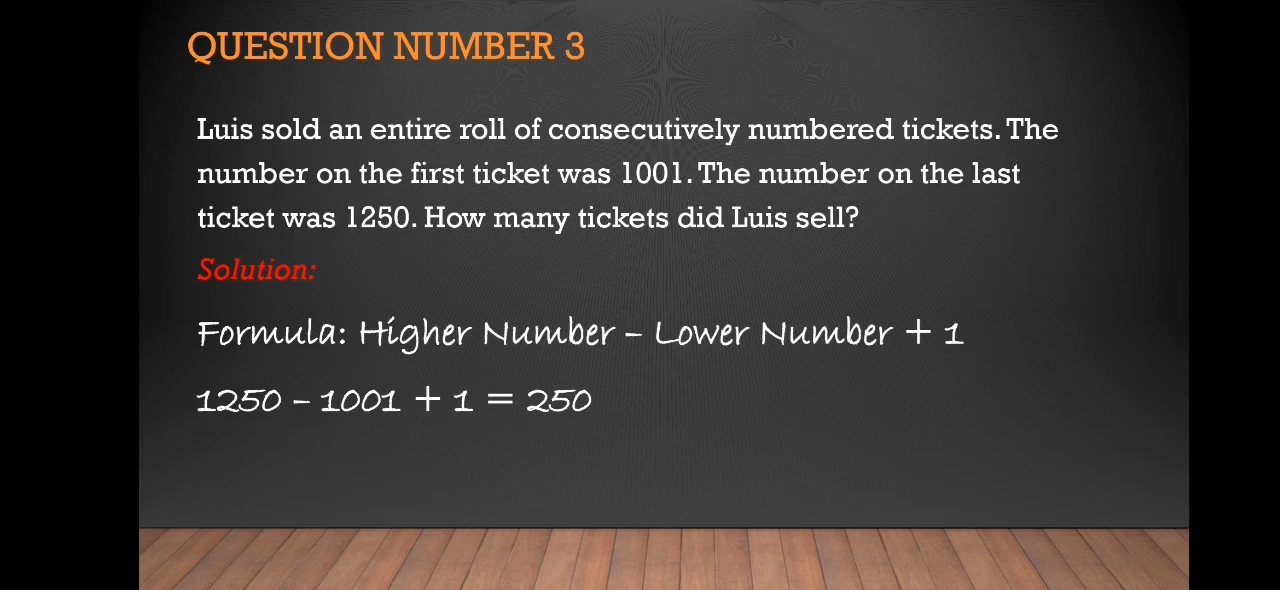 QUESTION NUMBER 3
Luis sold an entire roll of consecutively numbered tickets. The
number on the first ticket was 1001. The number on the last
ticket was 1250. How many tickets did Luis sell?
Solution:
Formula: Higher Number – Lower Number + 1
1250 – 1001 + 1 = 250